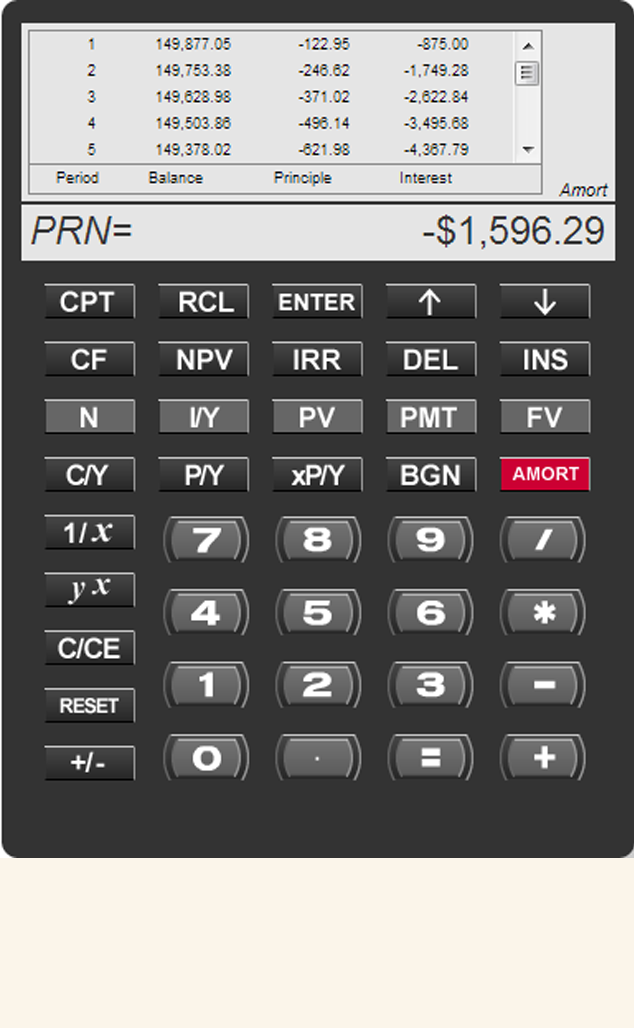 1 149,877.05 -122.95 -875.00
2 149,753.38 -246.62 -1,749.28
3 149,628.98 -371.02 -2,622.84
4 149,503.86 -496.14 -3,495.68
5 149,378.02 -621.98 -4,367.79
Period Balance Principle Interest
Amort
PRN= -$1,596.29
CPT RCL ENTER ↑ ↓
CF NPV IRR DEL INS
N I/Y PV PMT FV
C/Y P/Y xP/Y BGN AMORT
1/x 7 8 9 /
y x 4 5 6 *
C/CE 1 2 3 -
RESET
+/- 0 . = +